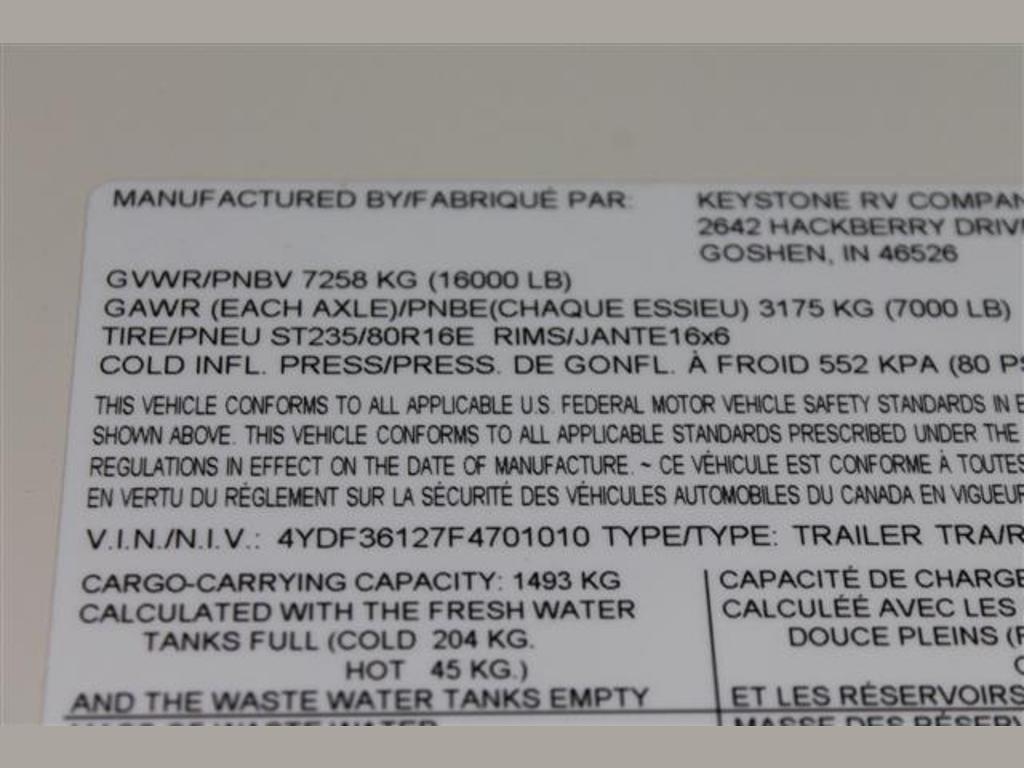 MANUFACTURED BY/FABRIQUÉ PAR: KEYSTONE RV COMPAN
2642 HACKBERRY DRIV
GOSHEN, IN 46526
GVWR/PNBV 7258 KG (16000 LB)
GAWR (EACH AXLE)/PNBE(CHAQUE ESSIEU) 3175 KG (7000 LB)
TIRE/PNEU ST235/80R16E RIMS/JANTE16x6
COLD INFL. PRESS/PRESS. DE GONFL. À FROID 552 KPA (80 PS
THIS VEHICLE CONFORMS TO ALL APPLICABLE U.S. FEDERAL MOTOR VEHICLE SAFETY STANDARDS IN E
SHOWN ABOVE. THIS VEHICLE CONFORMS TO ALL APPLICABLE STANDARDS PRESCRIBED UNDER THE
REGULATIONS IN EFFECT ON THE DATE OF MANUFACTURE. ~ CE VÉHICULE EST CONFORME À TOUTES
EN VERTU DU RÈGLEMENT SUR LA SÉCURITÉ DES VÉHICULES AUTOMOBILES DU CANADA EN VIGUEUR
V.I.N./N.I.V.: 4YDF36127F4701010 TYPE/TYPE: TRAILER TRA/R
CARGO-CARRYING CAPACITY: 1493 KG
CALCULATED WITH THE FRESH WATER
TANKS FULL (COLD 204 KG.
HOT 45 KG.)
AND THE WASTE WATER TANKS EMPTY
CAPACITÉ DE CHARGE
CALCULÉÉ AVEC LES
DOUCE PLEINS (F
ET LES RÉSERVOIRS
MASSE DES RÉSERV